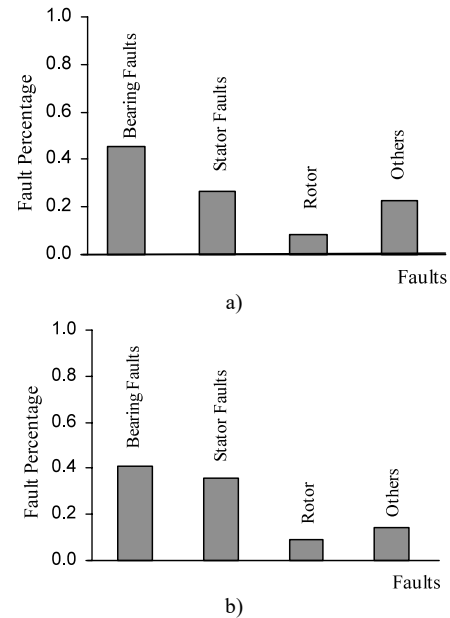 1.0
0.8
0.6
0.4
0.2
0.0
Fault Percentage
Bearing Faults
Stator Faults
Rotor
Others
Faults
a)
1.0
0.8
0.6
0.4
0.2
0.0
Fault Percentage
Bearing Faults
Stator Faults
Rotor
Others
Faults
b)